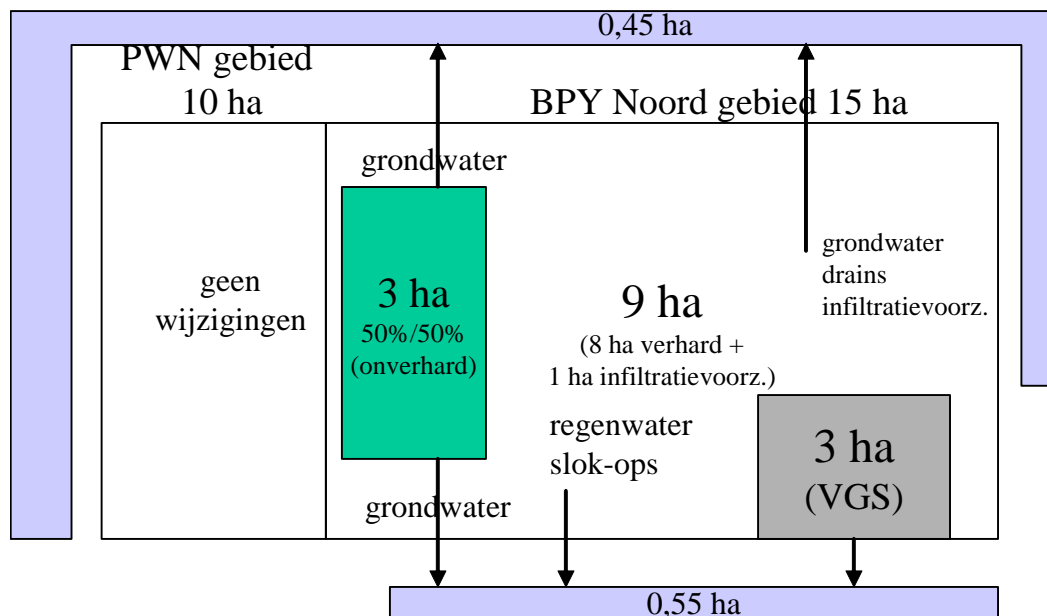 0,45 ha
PWN gebied
10 ha
BPY Noord gebied 15 ha
grondwater
geen
wijzigingen
3 ha
50%/50%
(onverhard)
9 ha
(8 ha verhard +
1 ha infiltratievoorz.)
grondwater
drains
infiltratievoorz.
regenwater
slok-ops
3 ha
(VGS)
grondwater
0,55 ha